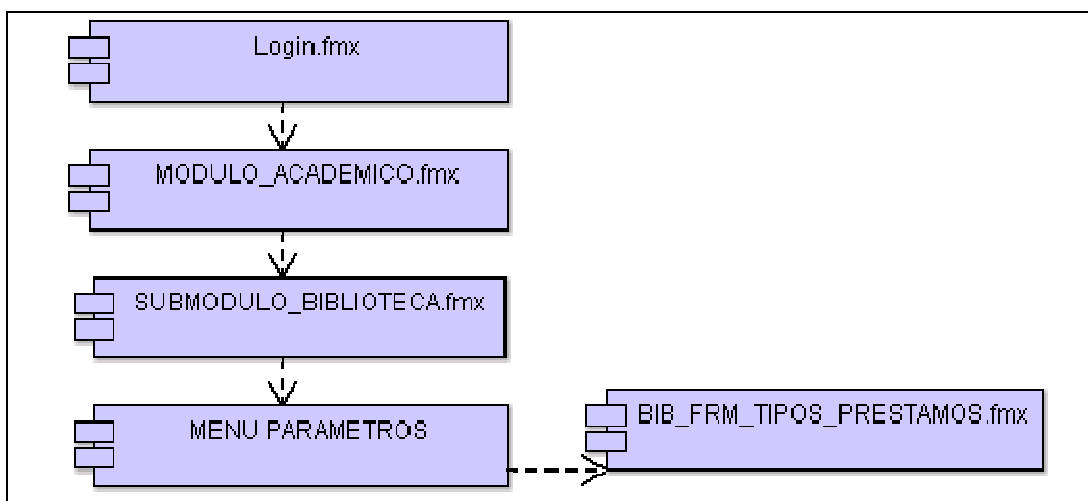 Login.fmx
MODULO_ACADEMICO.fmx
SUBMODULO_BIBLIOTECA.fmx
MENU PARAMETROS
BIB_FRM_TIPOS_PRESTAMOS.fmx